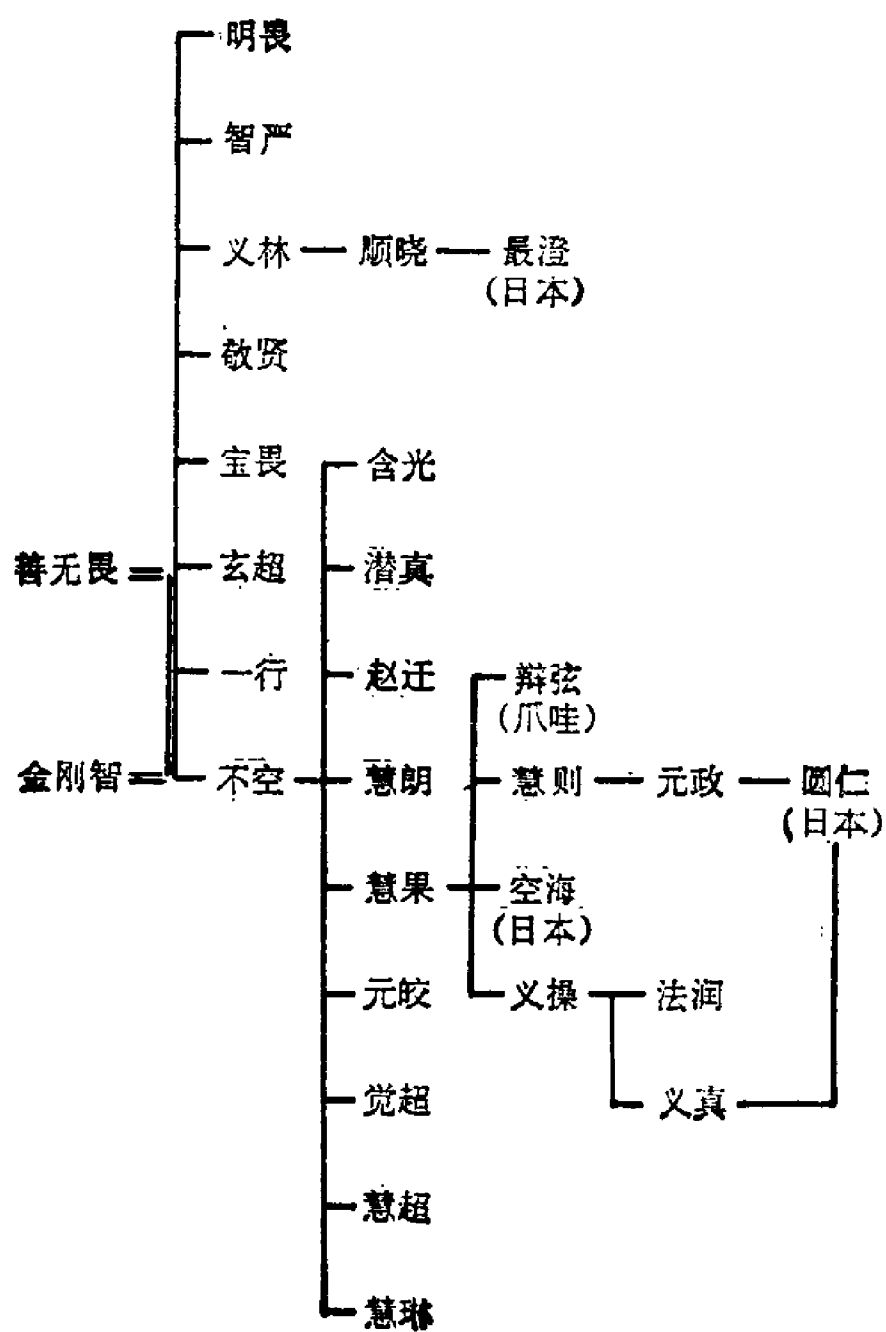 明畏
智严
义林 顺晓 最澄
(日本)
敬贤
宝畏 含光
善无畏 玄超 潜真
一行 赵迁 辩弦
(爪哇)
金刚智 不空 慧朗 慧则 元政 圆仁
(日本)
慧果 空海
(日本)
元皎 义操 法润
觉超 义真
慧超
慧琳